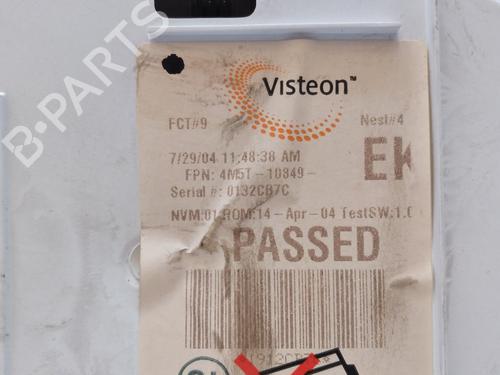 B-PARTS
Visteon™
FCT#9 Nest#4
7/29/04 11:48:38 AM
FPN: 4M5T-10849-
EK
Serial #: 0132CB7C
NVM:01 ROM:14-Apr-04 TestSW:1.0
PASSED